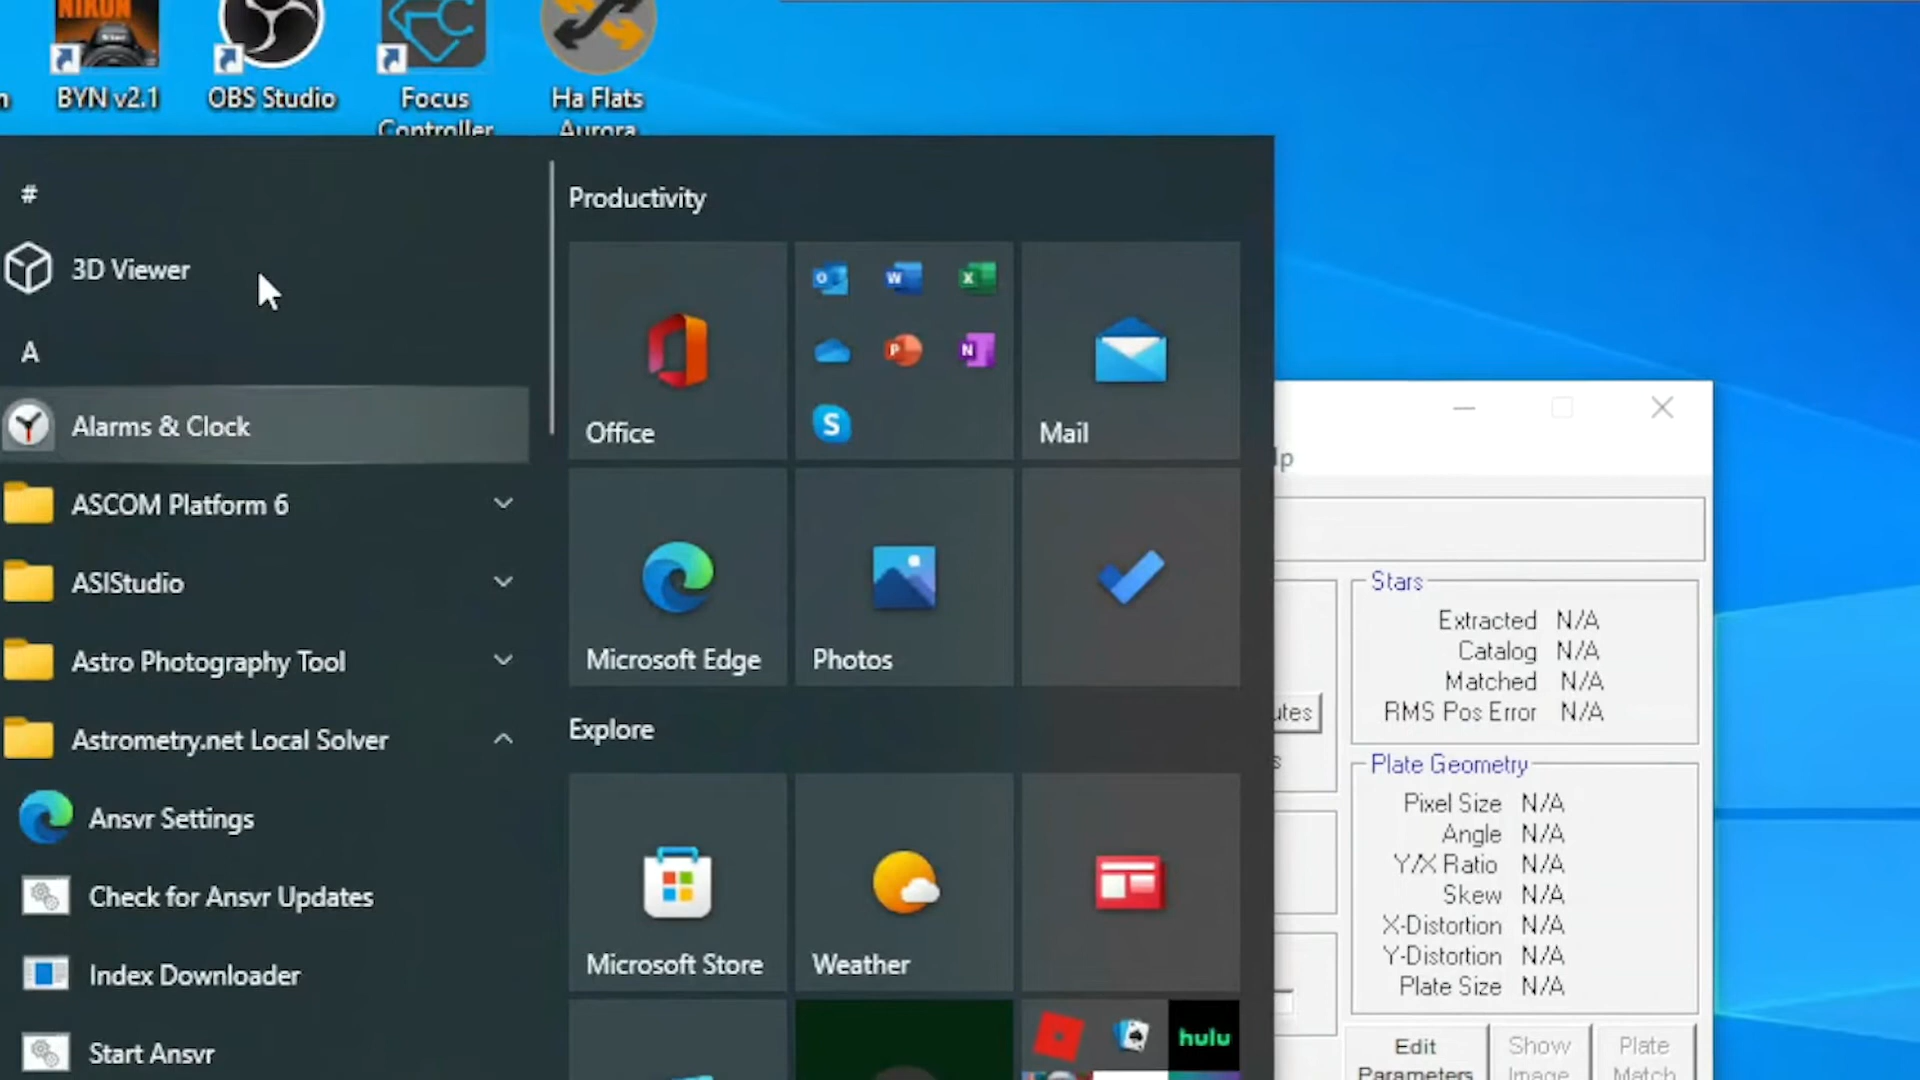 NIKON
BYN v2.1
OBS Studio
Focus
Controller
Ha Flats
Aurora
#
3D Viewer
A
Alarms & Clock
ASCOM Platform 6
ASIStudio
Astro Photography Tool
Astrometry.net Local Solver
Ansvr Settings
Check for Ansvr Updates
Index Downloader
Start Ansvr
Productivity
Office
Mail
Microsoft Edge
Photos
Explore
Microsoft Store
Weather
hulu
Stars
Extracted N/A
Catalog N/A
Matched N/A
RMS Pos Error N/A
Plate Geometry
Pixel Size N/A
Angle N/A
Y/X Ratio N/A
Skew N/A
X-Distortion N/A
Y-Distortion N/A
Plate Size N/A
Edit
Parameters
Show
Image
Plate
Match